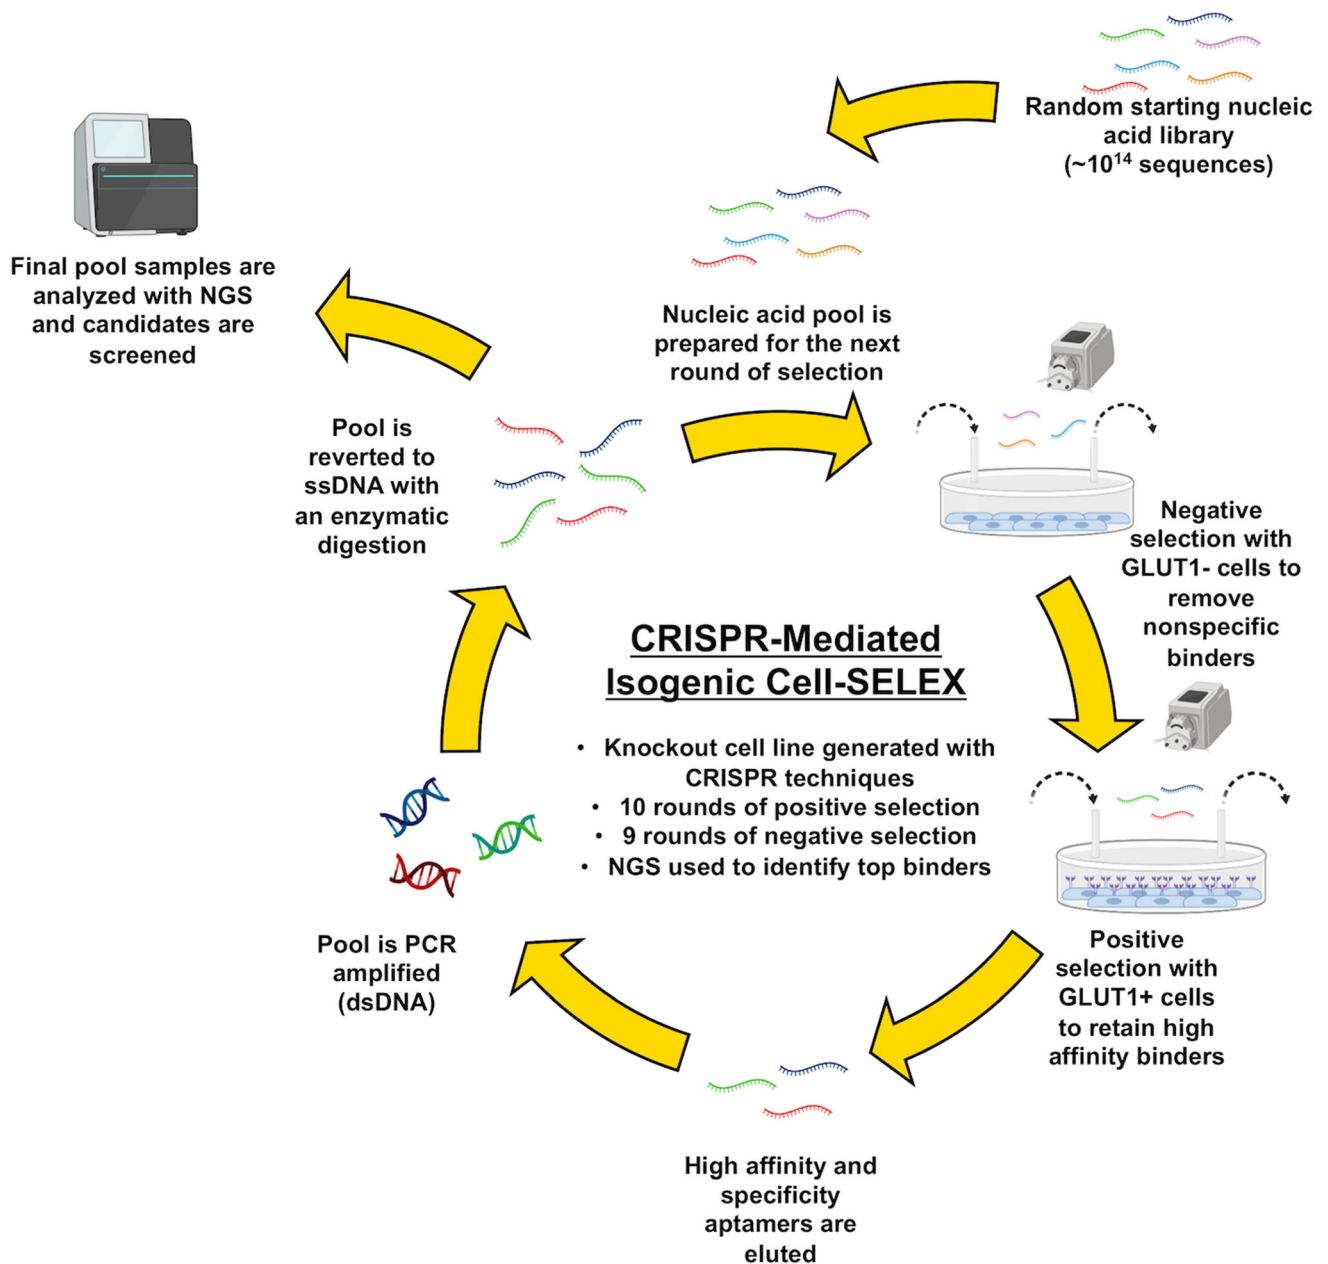 Random starting nucleic
acid library
(~10¹⁴ sequences)
Final pool samples are
analyzed with NGS
and candidates are
screened
Nucleic acid pool is
prepared for the next
round of selection
Pool is
reverted to
ssDNA with
an enzymatic
digestion
Negative
selection with
GLUT1- cells to
remove
nonspecific
binders
CRISPR-Mediated
Isogenic Cell-SELEX
• Knockout cell line generated with
CRISPR techniques
• 10 rounds of positive selection
• 9 rounds of negative selection
• NGS used to identify top binders
Pool is PCR
amplified
(dsDNA)
Positive
selection with
GLUT1+ cells
to retain high
affinity binders
High affinity and
specificity
aptamers are
eluted